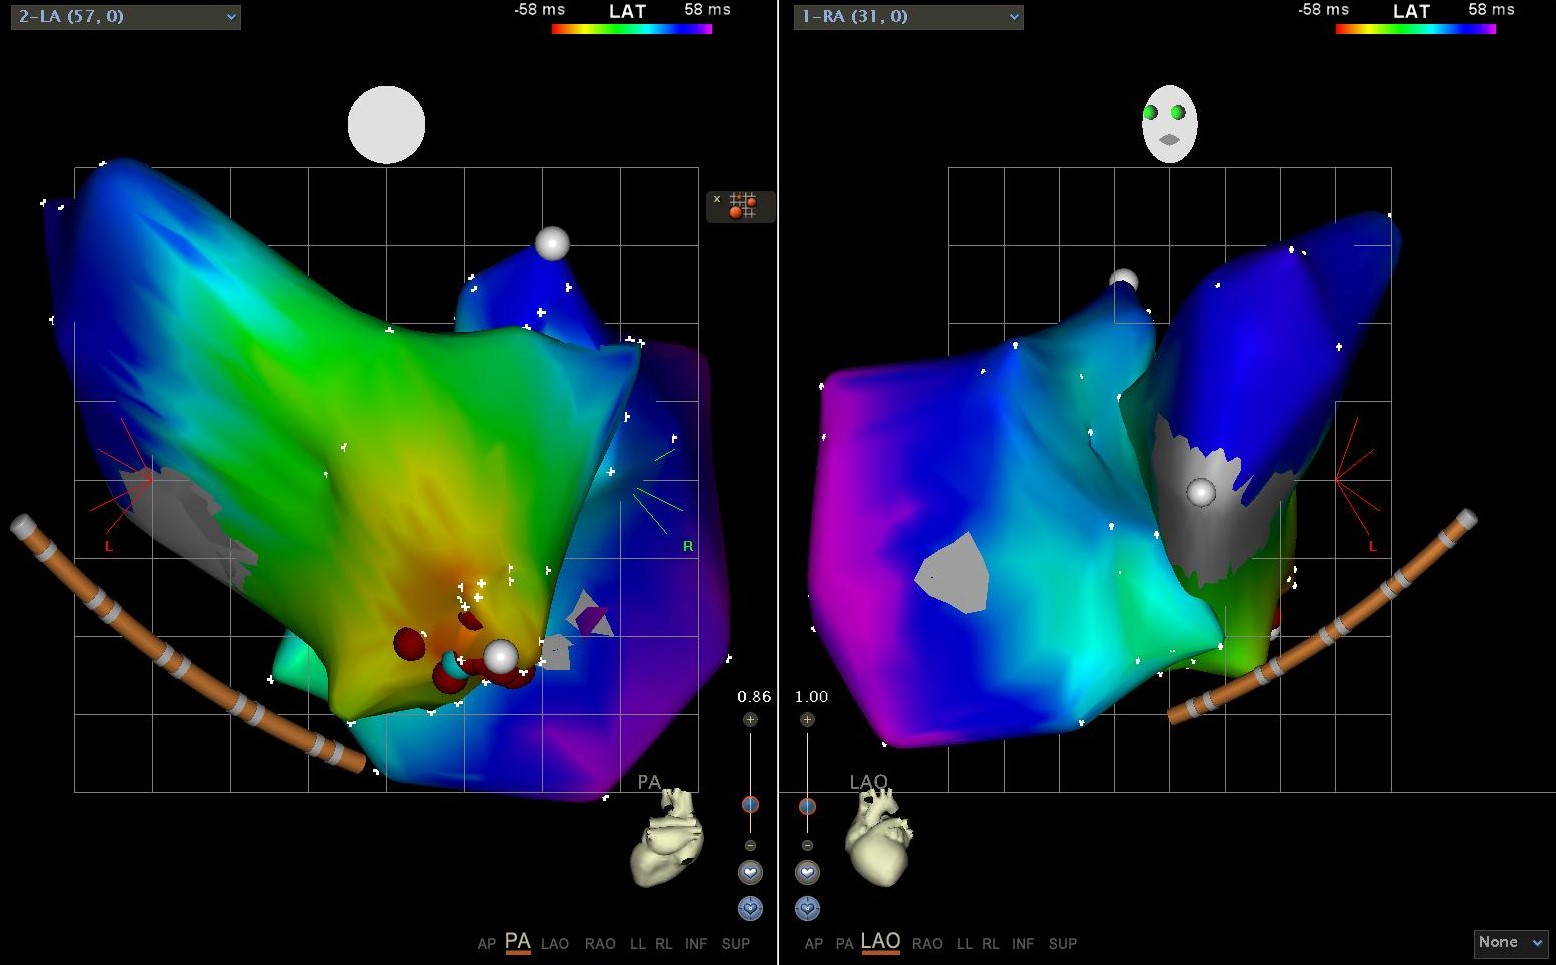 2-LA (57, 0)
-58 ms LAT 58 ms
x
L
R
0.86
PA
AP PA LAO RAO LL RL INF SUP
1-RA (31, 0)
-58 ms LAT 58 ms
L
1.00
LAO
AP PA LAO RAO LL RL INF SUP
None